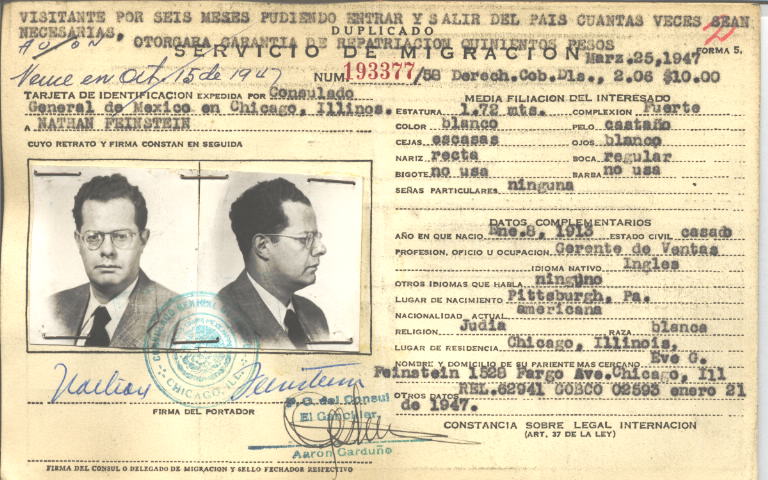 VISITANTE POR SEIS MESES PUDIENDO ENTRAR Y SALIR DEL PAIS CUANTAS VECES SEAN
DUPLICADO
NECESARIAS, OTORGARA GARANTIA DE REPATRIACION QUINIENTOS PESOS
SERVICIO DE MIGRACION
Marz.25,1947
FORMA 5.
Vence en Oct 15 de 1947
NUM. 193377/58 Derech.Cob.Dls., 2.06 $10.00
TARJETA DE IDENTIFICACION EXPEDIDA POR Consulado
General de Mexico en Chicago, Illinos.
A NATHAN FEINSTEIN
CUYO RETRATO Y FIRMA CONSTAN EN SEGUIDA
MEDIA FILIACION DEL INTERESADO
ESTATURA 1.72 mts. COMPLEXION Fuerte
COLOR blanco PELO castaño
CEJAS escasas OJOS blanco
NARIZ recta BOCA regular
BIGOTE no usa BARBA no usa
SEÑAS PARTICULARES ninguna
DATOS COMPLEMENTARIOS
AÑO EN QUE NACIO Ene.8, 1913 ESTADO CIVIL casado
PROFESION, OFICIO U OCUPACION Gerente de Ventas
IDIOMA NATIVO Ingles
OTROS IDIOMAS QUE HABLA ninguno
LUGAR DE NACIMIENTO Pittsburgh, Pa.
NACIONALIDAD ACTUAL americana
RELIGION Judia RAZA blanca
LUGAR DE RESIDENCIA Chicago, Illinois,
NOMBRE Y DOMICILIO DE SU PARIENTE MAS CERCANO Eve G.
Feinstein 1528 Fargo Ave.Chicago, Ill
OTROS DATOS REL.62941 GOBCO 02593 enero 21
de 1947.
CONSTANCIA SOBRE LEGAL INTERNACION
(ART. 37 DE LA LEY)
CHICAGO, ILL.
Nathan Feinstein
FIRMA DEL PORTADOR
P.O. del Consul
El Canciller
Aaron Garduño
FIRMA DEL CONSUL O DELEGADO DE MIGRACION Y SELLO FECHADOR RESPECTIVO